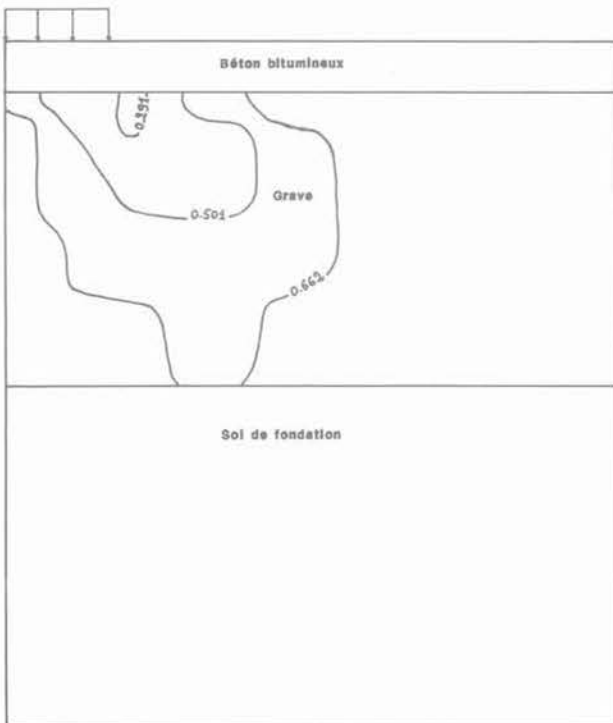 Béton bitumineux
0.291
0.501
Grave
0.662
Sol de fondation